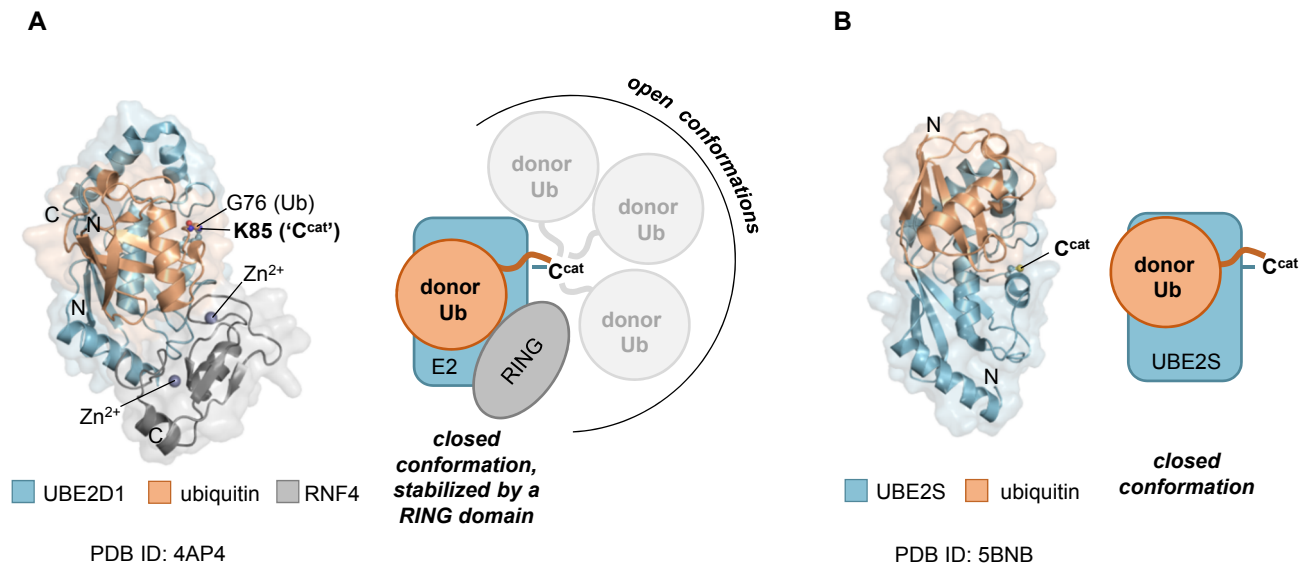 A
C
N
N
G76 (Ub)
K85 ('Cᶜᵃᵗ')
Zn²⁺
Zn²⁺
C
UBE2D1
ubiquitin
RNF4
PDB ID: 4AP4
open conformations
donor
Ub
donor
Ub
donor
Ub
donor
Ub
Cᶜᵃᵗ
E2
RING
closed
conformation,
stabilized by a
RING domain
B
N
Cᶜᵃᵗ
N
UBE2S
ubiquitin
PDB ID: 5BNB
donor
Ub
Cᶜᵃᵗ
UBE2S
closed
conformation